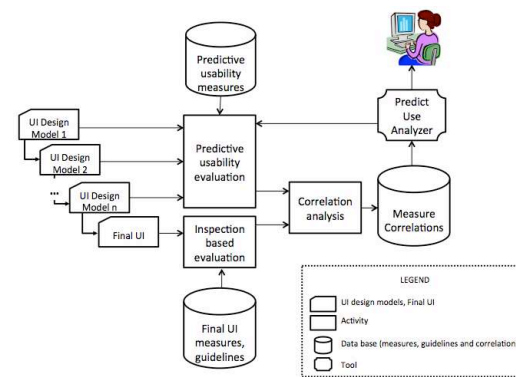 Predictive
usability
measures
UI Design
Model 1
UI Design
Model 2
...
UI Design
Model n
Final UI
Predictive
usability
evaluation
Inspection
based
evaluation
Final UI
measures,
guidelines
Correlation
analysis
Measure
Correlations
Predict
Use
Analyzer
LEGEND
UI design models, Final UI
Activity
Data base (measures, guidelines and correlation
Tool